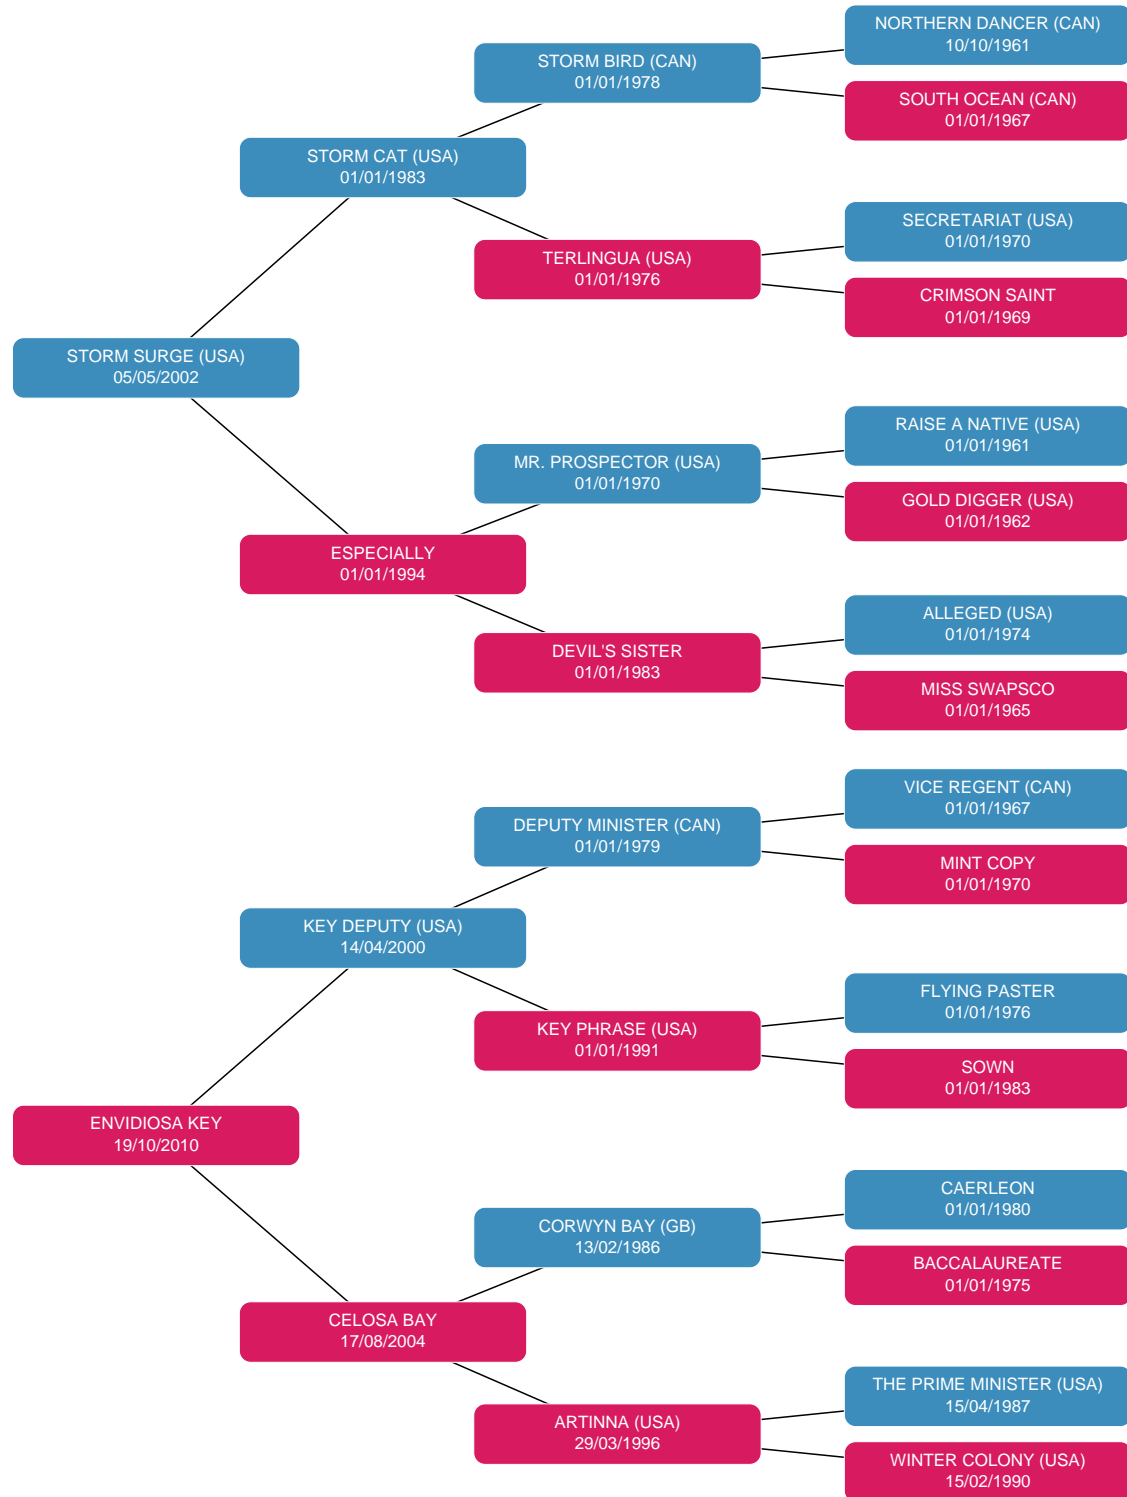 NORTHERN DANCER (CAN)
10/10/1961
STORM BIRD (CAN)
01/01/1978
SOUTH OCEAN (CAN)
01/01/1967
STORM CAT (USA)
01/01/1983
SECRETARIAT (USA)
01/01/1970
TERLINGUA (USA)
01/01/1976
CRIMSON SAINT
01/01/1969
STORM SURGE (USA)
05/05/2002
RAISE A NATIVE (USA)
01/01/1961
MR. PROSPECTOR (USA)
01/01/1970
GOLD DIGGER (USA)
01/01/1962
ESPECIALLY
01/01/1994
ALLEGED (USA)
01/01/1974
DEVIL'S SISTER
01/01/1983
MISS SWAPSCO
01/01/1965
VICE REGENT (CAN)
01/01/1967
DEPUTY MINISTER (CAN)
01/01/1979
MINT COPY
01/01/1970
KEY DEPUTY (USA)
14/04/2000
FLYING PASTER
01/01/1976
KEY PHRASE (USA)
01/01/1991
SOWN
01/01/1983
ENVIDIOSA KEY
19/10/2010
CAERLEON
01/01/1980
CORWYN BAY (GB)
13/02/1986
BACCALAUREATE
01/01/1975
CELOSA BAY
17/08/2004
THE PRIME MINISTER (USA)
15/04/1987
ARTINNA (USA)
29/03/1996
WINTER COLONY (USA)
15/02/1990